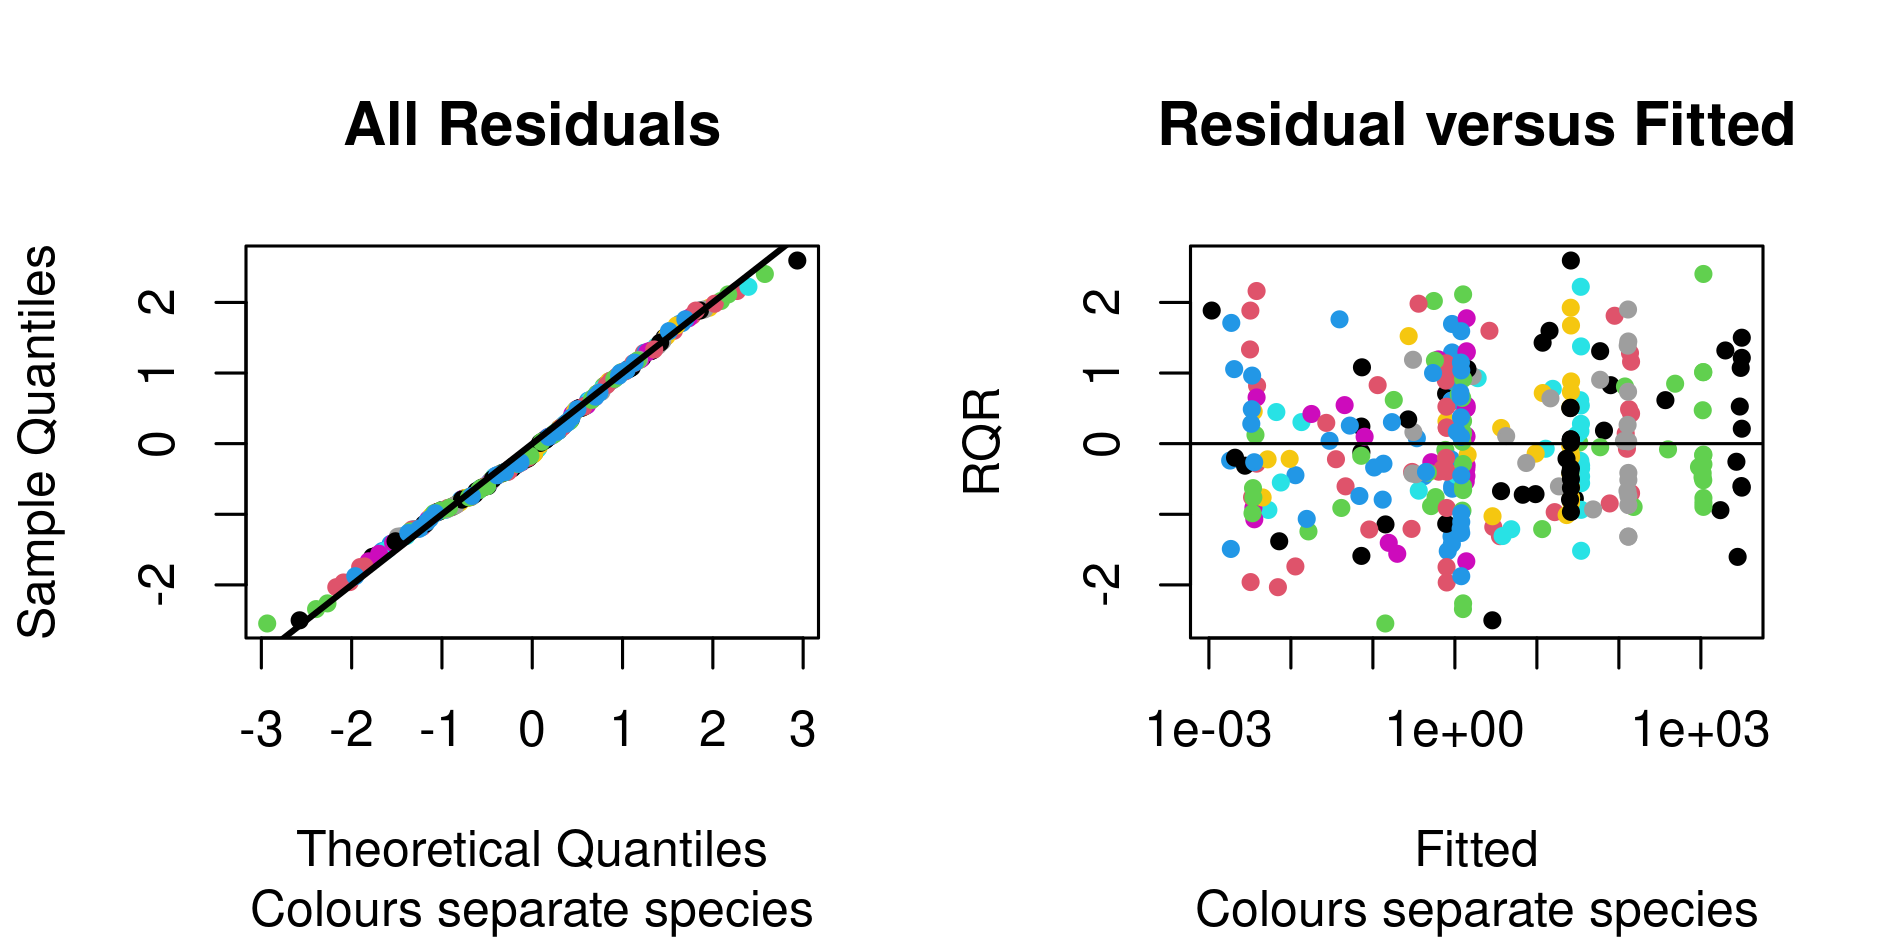 All Residuals
Sample Quantiles
2
1
0
-2
-3 -2 -1 0 1 2 3
Theoretical Quantiles
Colours separate species
Residual versus Fitted
RQR
2
1
0
-2
1e-03 1e+00 1e+03
Fitted
Colours separate species